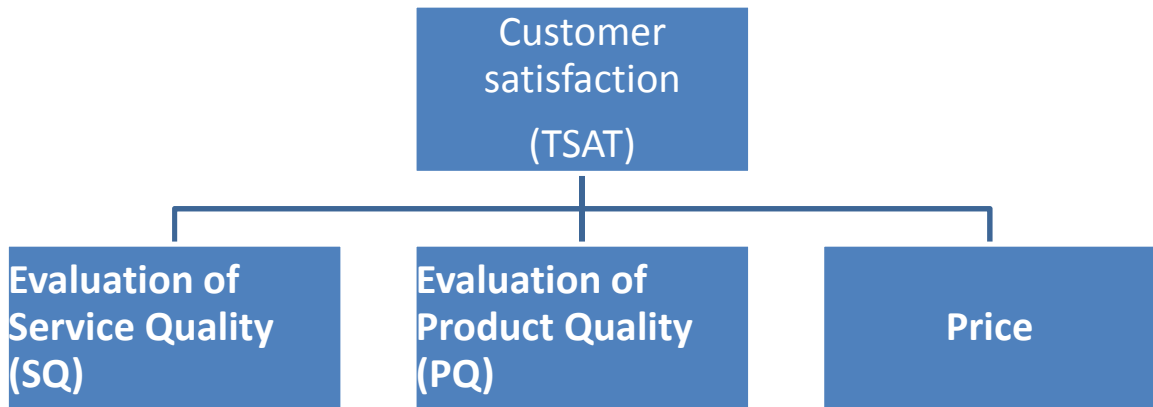 Customer
satisfaction
(TSAT)
Evaluation of
Service Quality
(SQ)
Evaluation of
Product Quality
(PQ)
Price